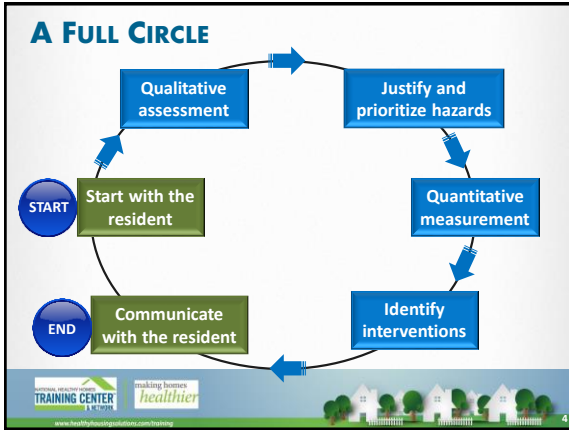 A FULL CIRCLE
Qualitative
assessment
Justify and
prioritize hazards
START
Start with the
resident
Quantitative
measurement
END
Communicate
with the resident
Identify
interventions
NATIONAL HEALTHY HOMES
TRAINING CENTER
& NETWORK
making homes
healthier
www.healthyhousingsolutions.com/training
4